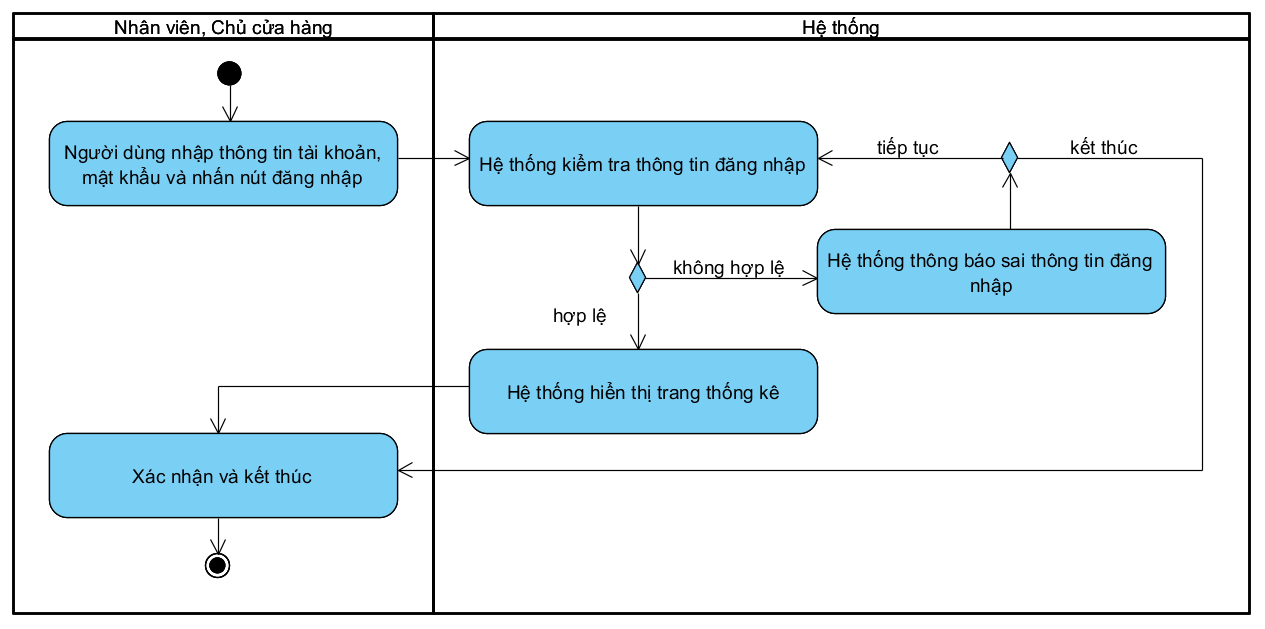 Nhân viên, Chủ cửa hàng
Hệ thống
Người dùng nhập thông tin tài khoản,
mật khẩu và nhấn nút đăng nhập
Hệ thống kiểm tra thông tin đăng nhập
tiếp tục
kết thúc
không hợp lệ
Hệ thống thông báo sai thông tin đăng
nhập
hợp lệ
Hệ thống hiển thị trang thống kê
Xác nhận và kết thúc